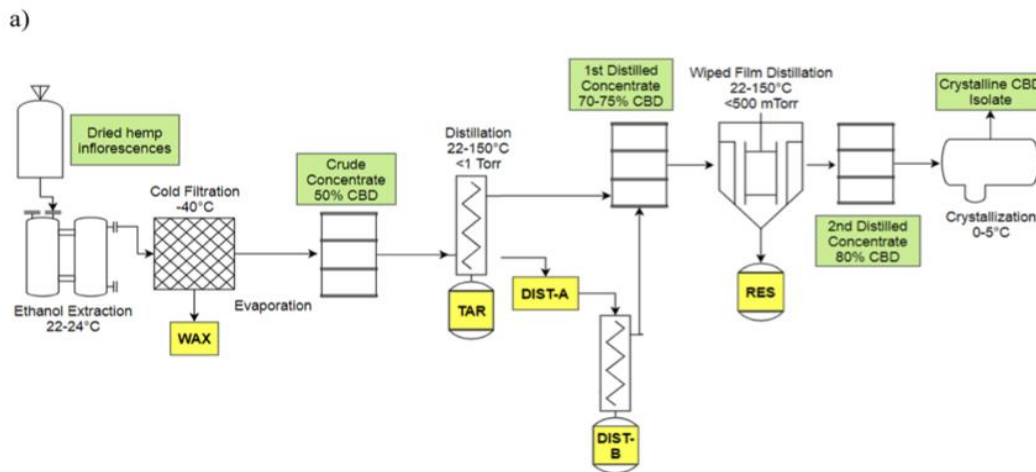 a)
Dried hemp
inflorescences
Ethanol Extraction
22-24°C
Cold Filtration
-40°C
WAX
Evaporation
Crude
Concentrate
50% CBD
Distillation
22-150°C
<1 Torr
TAR
DIST-A
DIST-
B
1st Distilled
Concentrate
70-75% CBD
Wiped Film Distillation
22-150°C
<500 mTorr
RES
2nd Distilled
Concentrate
80% CBD
Crystalline CBD
Isolate
Crystallization
0-5°C